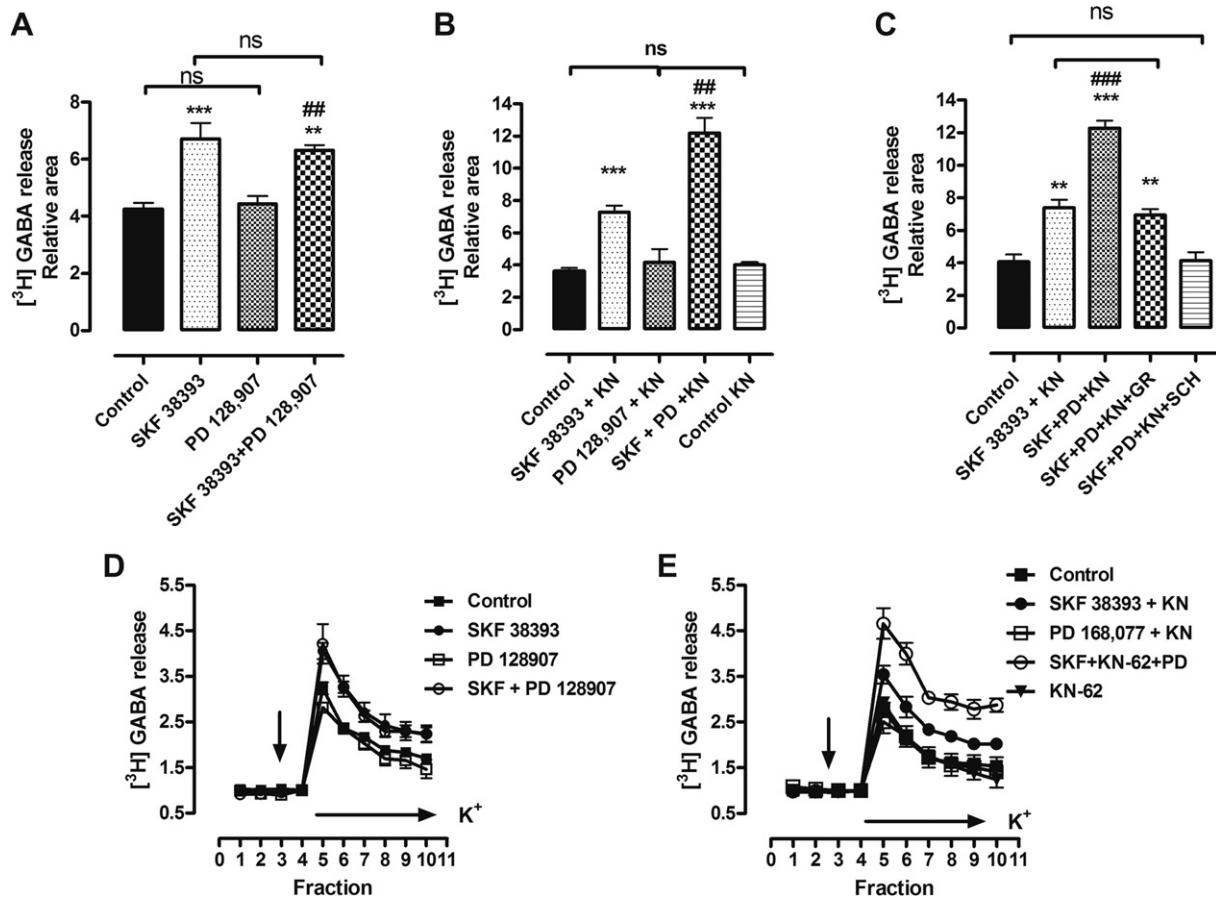 A
ns
ns
***
##
**
[³H] GABA release
Relative area
8
6
4
2
0
Control
SKF 38393
PD 128,907
SKF 38393+PD 128,907
B
ns
##
***
***
[³H] GABA release
Relative area
14
12
10
8
6
4
2
0
Control
SKF 38393 + KN
PD 128,907 + KN
SKF + PD +KN
Control KN
C
ns
###
***
**
**
[³H] GABA release
Relative area
14
12
10
8
6
4
2
0
Control
SKF 38393 + KN
SKF+PD+KN
SKF+PD+KN+GR
SKF+PD+KN+SCH
D
[³H] GABA release
5.5
4.5
3.5
2.5
1.5
0.5
Control
SKF 38393
PD 128907
SKF + PD 128907
K⁺
0 1 2 3 4 5 6 7 8 9 10 11
Fraction
E
[³H] GABA release
5.5
4.5
3.5
2.5
1.5
0.5
Control
SKF 38393 + KN
PD 168,077 + KN
SKF+KN-62+PD
KN-62
K⁺
0 1 2 3 4 5 6 7 8 9 10 11
Fraction